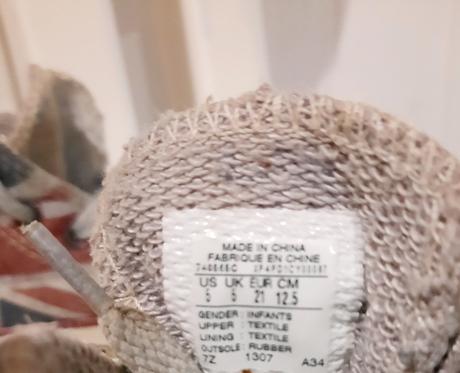 MADE IN CHINA
FABRIQUE EN CHINE
US UK EUR CM
5 5 21 12.5
GENDER : INFANTS
UPPER : TEXTILE
LINING : TEXTILE
OUTSOLE: RUBBER
7Z 1307 A34